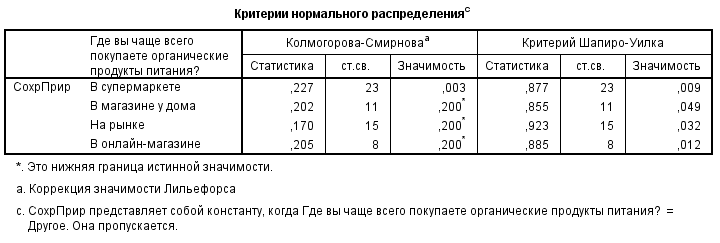 Критерии нормального распределенияc
Где вы чаще всего покупаете органические продукты питания? Колмогорова-Смирноваa Критерий Шапиро-Уилка
Статистика ст.св. Значимость Статистика ст.св. Значимость
СохрПрир В супермаркете ,227 23 ,003 ,877 23 ,009
В магазине у дома ,202 11 ,200* ,855 11 ,049
На рынке ,170 15 ,200* ,923 15 ,032
В онлайн-магазине ,205 8 ,200* ,885 8 ,012
*. Это нижняя граница истинной значимости.
a. Коррекция значимости Лильефорса
c. СохрПрир представляет собой константу, когда Где вы чаще всего покупаете органические продукты питания? =
Другое. Она пропускается.